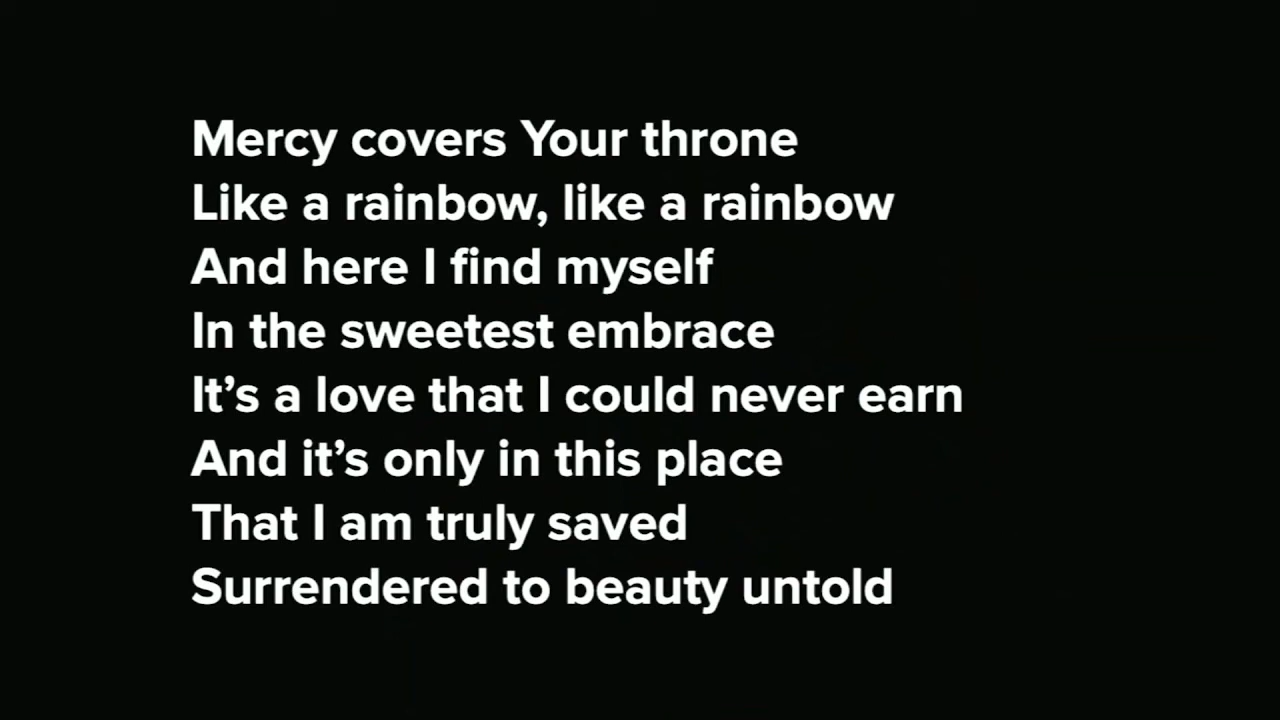 Mercy covers Your throne
Like a rainbow, like a rainbow
And here I find myself
In the sweetest embrace
It’s a love that I could never earn
And it’s only in this place
That I am truly saved
Surrendered to beauty untold